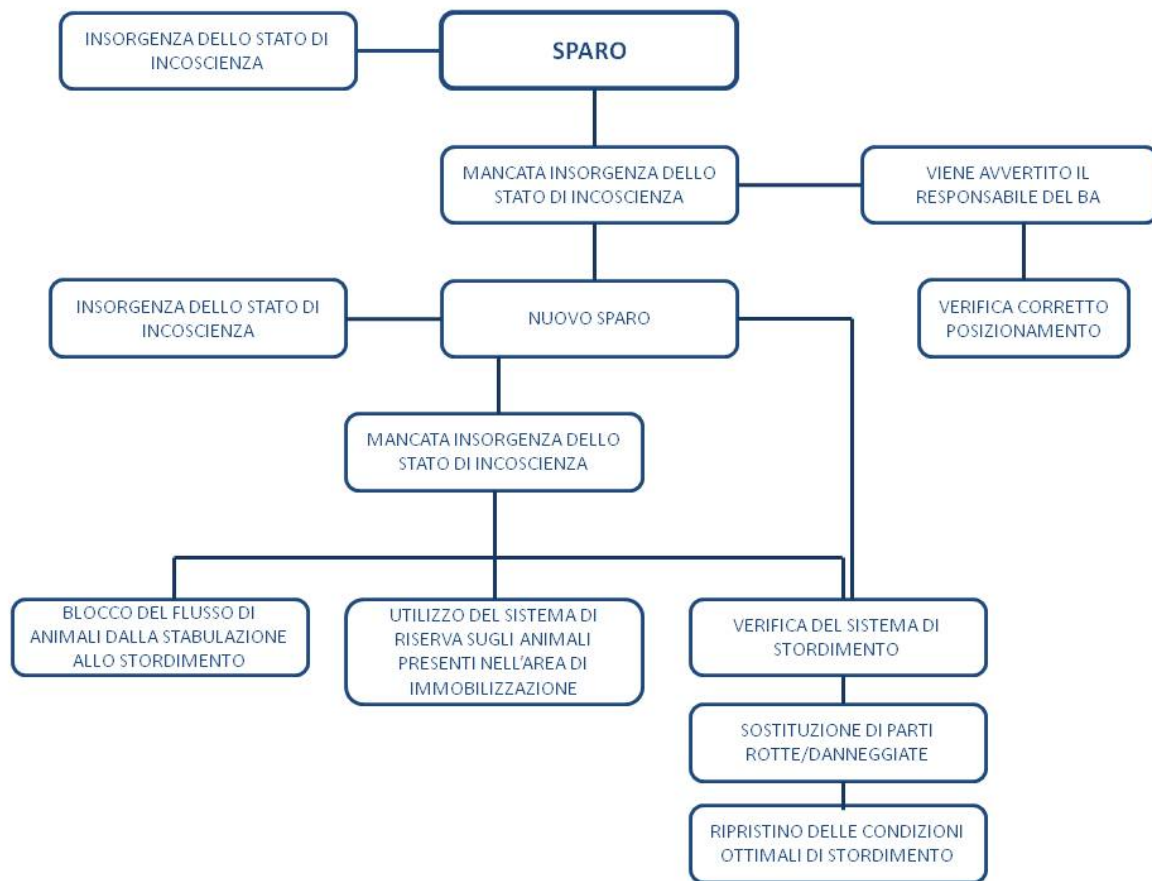 INSORGENZA DELLO STATO DI
INCOSCIENZA
SPARO
MANCATA INSORGENZA DELLO
STATO DI INCOSCIENZA
VIENE AVVERTITO IL
RESPONSABILE DEL BA
INSORGENZA DELLO STATO DI
INCOSCIENZA
NUOVO SPARO
VERIFICA CORRETTO
POSIZIONAMENTO
MANCATA INSORGENZA DELLO
STATO DI INCOSCIENZA
BLOCCO DEL FLUSSO DI
ANIMALI DALLA STABULAZIONE
ALLO STORDIMENTO
UTILIZZO DEL SISTEMA DI
RISERVA SUGLI ANIMALI
PRESENTI NELL'AREA DI
IMMOBILIZZAZIONE
VERIFICA DEL SISTEMA DI
STORDIMENTO
SOSTITUZIONE DI PARTI
ROTTE/DANNEGGIATE
RIPRISTINO DELLE CONDIZIONI
OTTIMALI DI STORDIMENTO